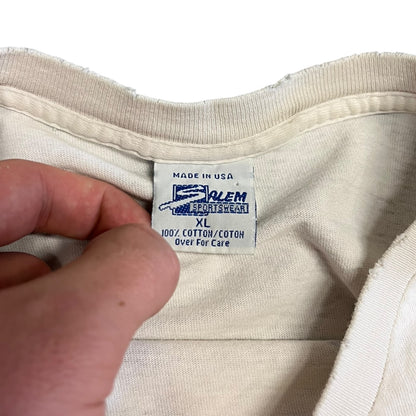 MADE IN USA
SALEM
SPORTSWEAR
XL
100% COTTON/COTON
Over For Care